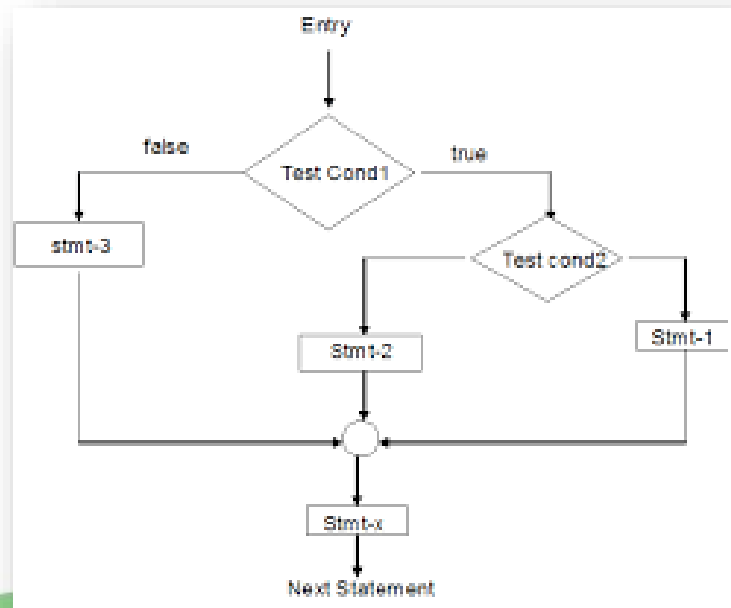 Entry
false
true
Test Cond1
stmt-3
Test cond2
Stmt-2
Stmt-1
Stmt-x
Next Statement